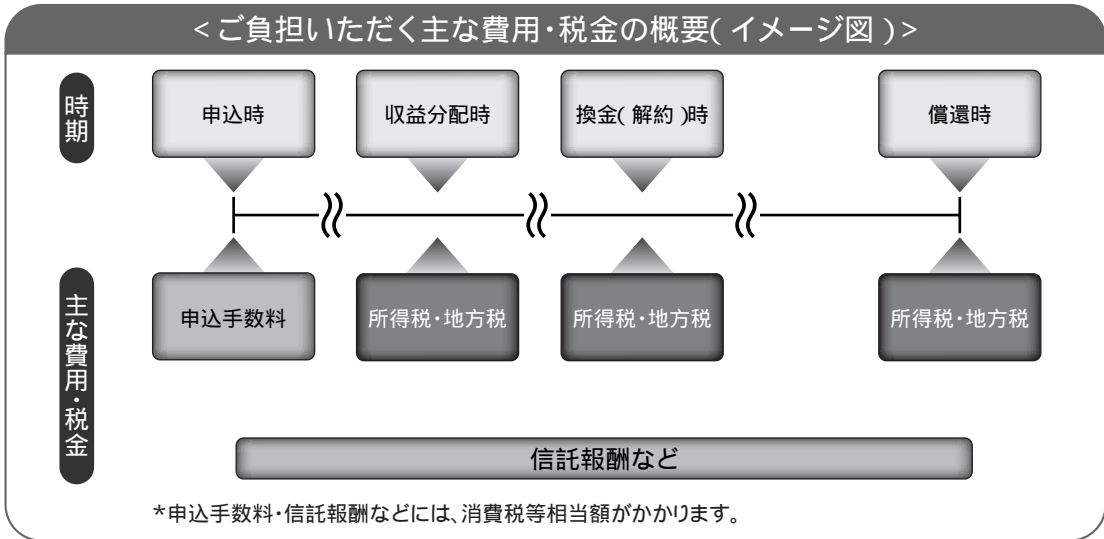 <ご負担いただく主な費用・税金の概要(イメージ図)>
時期
申込時
収益分配時
換金(解約)時
償還時
主な費用・税金
申込手数料
所得税・地方税
所得税・地方税
所得税・地方税
信託報酬など
*申込手数料・信託報酬などには、消費税等相当額がかかります。